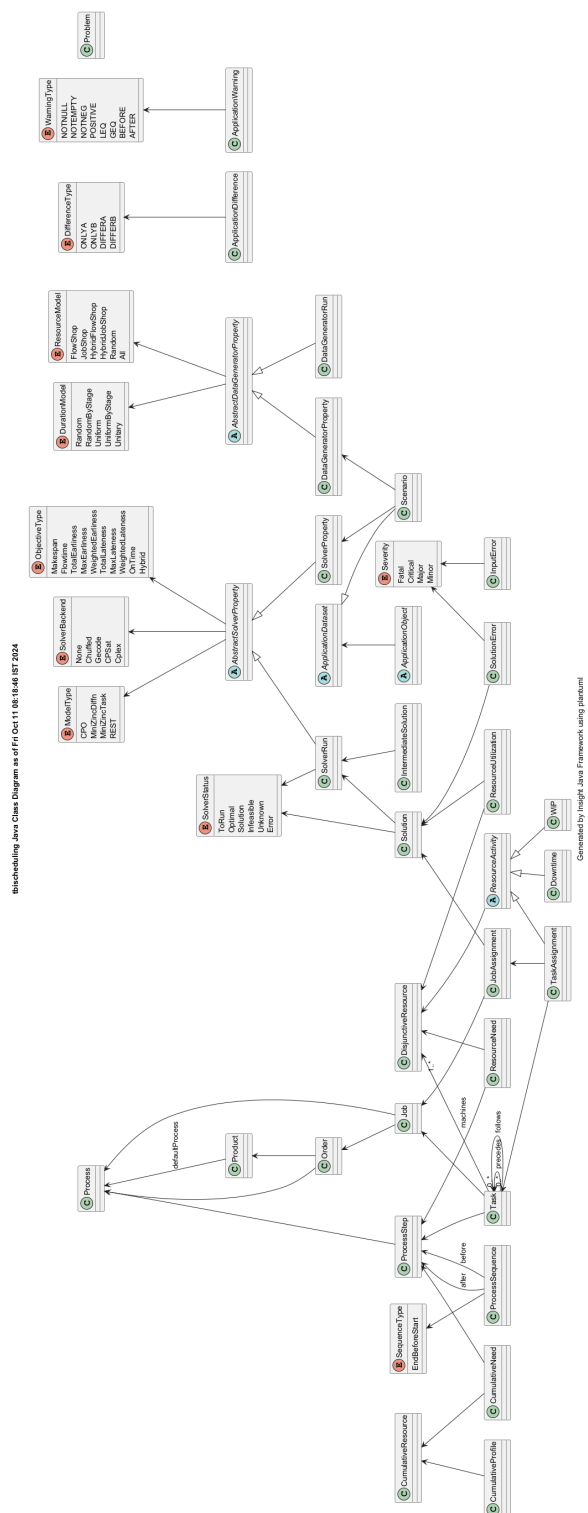 tbischeduling Java Class Diagram as of Fri Oct 11 08:18:46 IST 2024
C Problem
E WarningType
NOTNULL
NOTEMPTY
NOTNEG
POSITIVE
LEQ
GEQ
BEFORE
AFTER
C ApplicationWarning
E DifferenceType
ONLYA
ONLYB
DIFFERA
DIFFERB
C ApplicationDifference
E ResourceModel
FlowShop
JobShop
HybridFlowShop
HybridJobShop
Random
All
E DurationModel
Random
RandomByStage
Uniform
UniformByStage
Unitary
A AbstractDataGeneratorProperty
C DataGeneratorRun
C DataGeneratorProperty
E ObjectiveType
Makespan
Flowtime
TotalEarliness
MaxEarliness
WeightedEarliness
TotalLateness
MaxLateness
WeightedLateness
OnTime
Hybrid
E SolverBackend
None
Chuffed
Gecode
CPSat
Cplex
E ModelType
CPO
MiniZincDiffn
MiniZincTask
REST
A AbstractSolverProperty
C SolverProperty
C Scenario
A ApplicationDataset
A ApplicationObject
E Severity
Fatal
Critical
Major
Minor
C InputError
C SolutionError
E SolverStatus
ToRun
Optimal
Solution
Infeasible
Unknown
Error
C SolverRun
C IntermediateSolution
C Solution
C ResourceUtilization
A ResourceActivity
C WiP
C Downtime
C TaskAssignment
C JobAssignment
C DisjunctiveResource
C ResourceNeed
machines
C Process
defaultProcess
C Product
C Order
C Job
C Task
precedes
follows
C ProcessStep
before
after
C ProcessSequence
E SequenceType
EndBeforeStart
C CumulativeNeed
C CumulativeResource
C CumulativeProfile
Generated by Insight Java Framework using plantuml